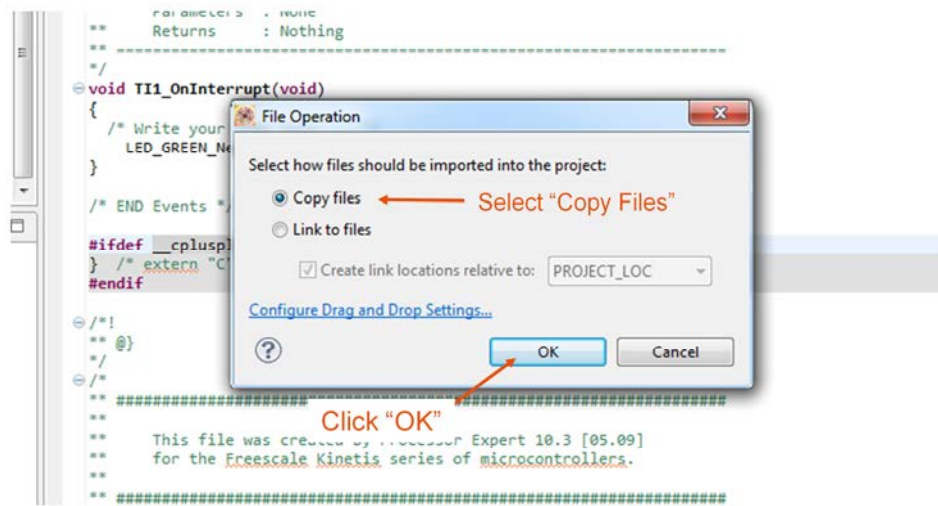 Parameters : None
** Returns : Nothing
** ===================================================================
*/
void TI1_OnInterrupt(void)
{
File Operation
/* Write your
LED_GREEN_Ne
}
Select how files should be imported into the project:
Copy files
Select “Copy Files”
/* END Events *
Link to files
#ifdef __cpluspl
} /* extern "C"
Create link locations relative to: PROJECT_LOC
#endif
Configure Drag and Drop Settings...
/*!
** @}
*/
?
OK Cancel
/*
** ###################################################################
Click “OK”
**
** This file was created by Processor Expert 10.3 [05.09]
** for the Freescale Kinetis series of microcontrollers.
**
** ###################################################################